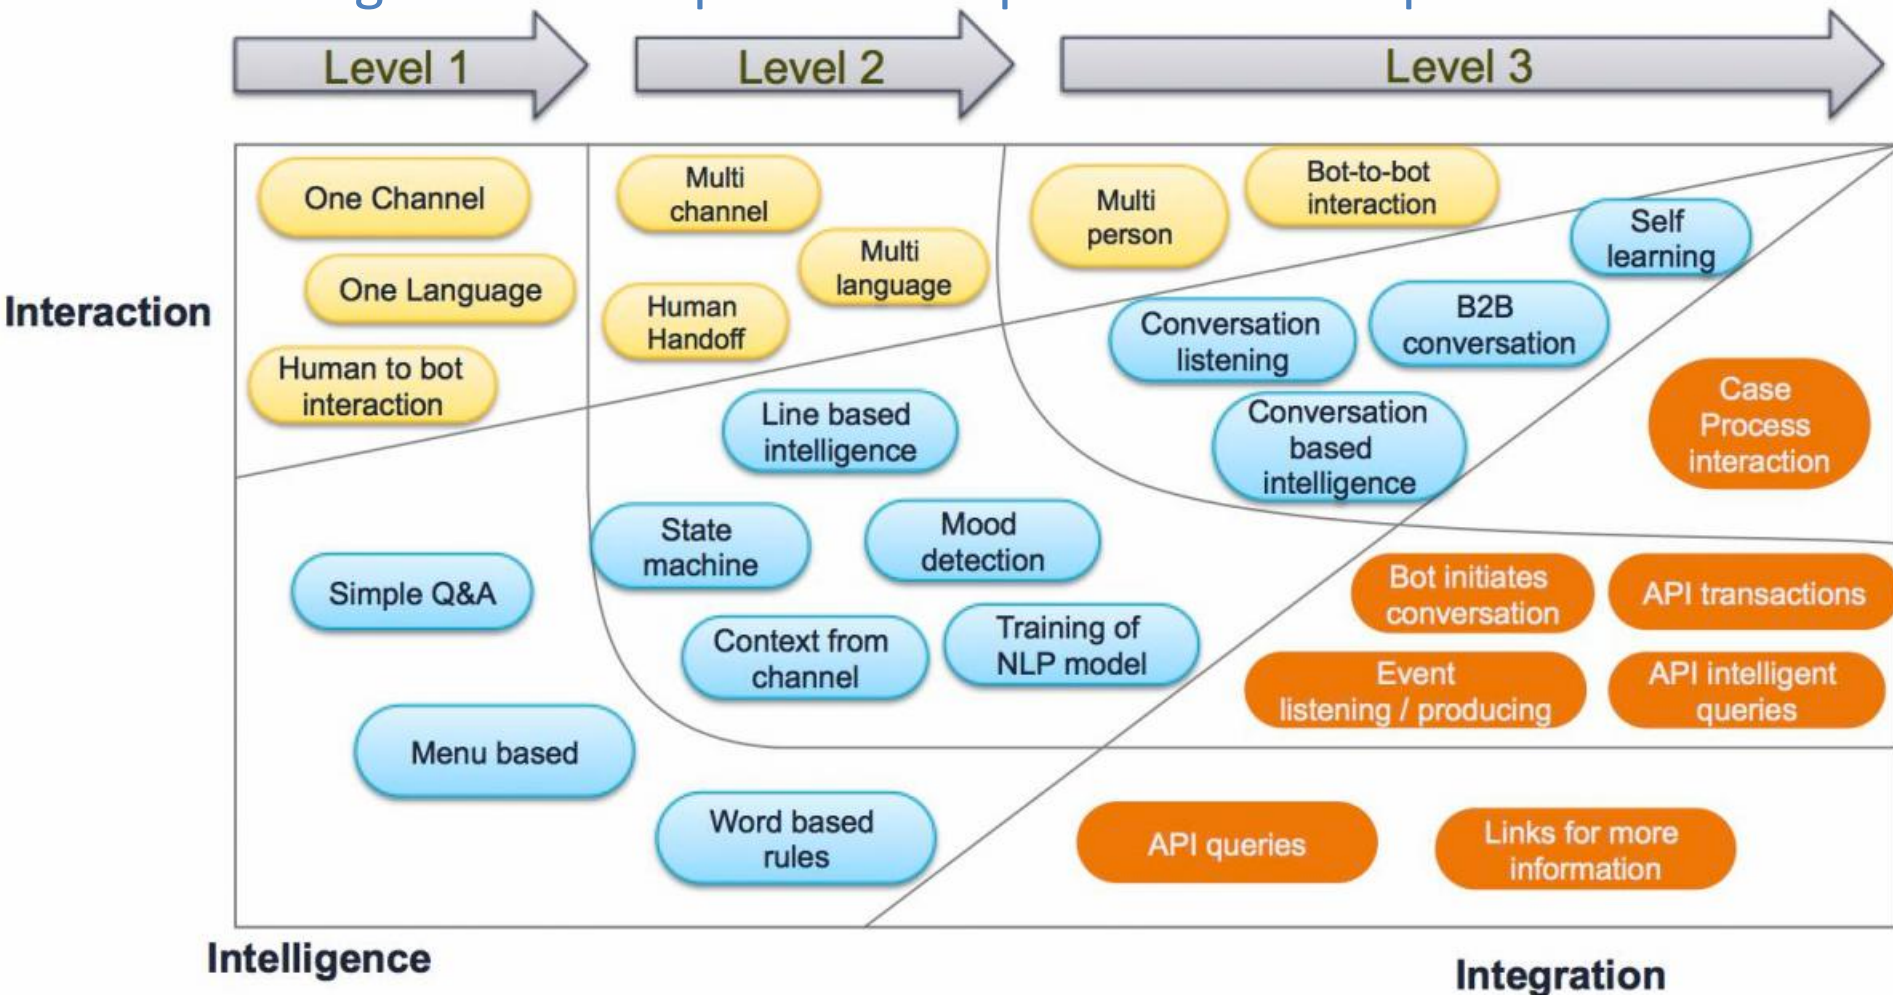 Level 1
Level 2
Level 3
One Channel
Multi
channel
Multi
person
Bot-to-bot
interaction
Self
learning
One Language
Multi
language
Interaction
Human
Handoff
Conversation
listening
B2B
conversation
Human to bot
interaction
Line based
intelligence
Conversation
based
intelligence
Case
Process
interaction
State
machine
Mood
detection
Simple Q&A
Bot initiates
conversation
API transactions
Context from
channel
Training of
NLP model
Event
listening / producing
API intelligent
queries
Menu based
Word based
rules
API queries
Links for more
information
Intelligence
Integration